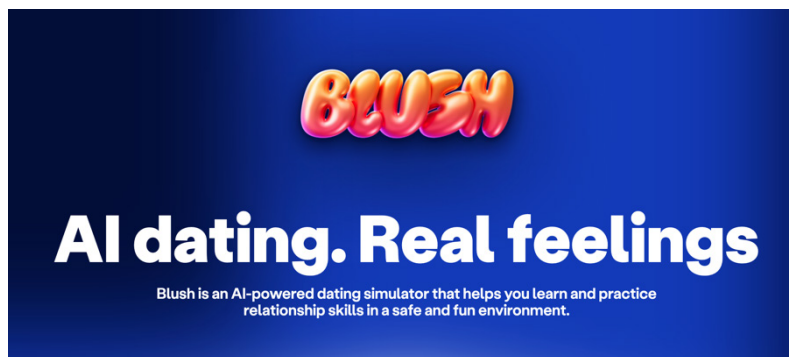 BLUSH
AI dating. Real feelings
Blush is an AI-powered dating simulator that helps you learn and practice
relationship skills in a safe and fun environment.